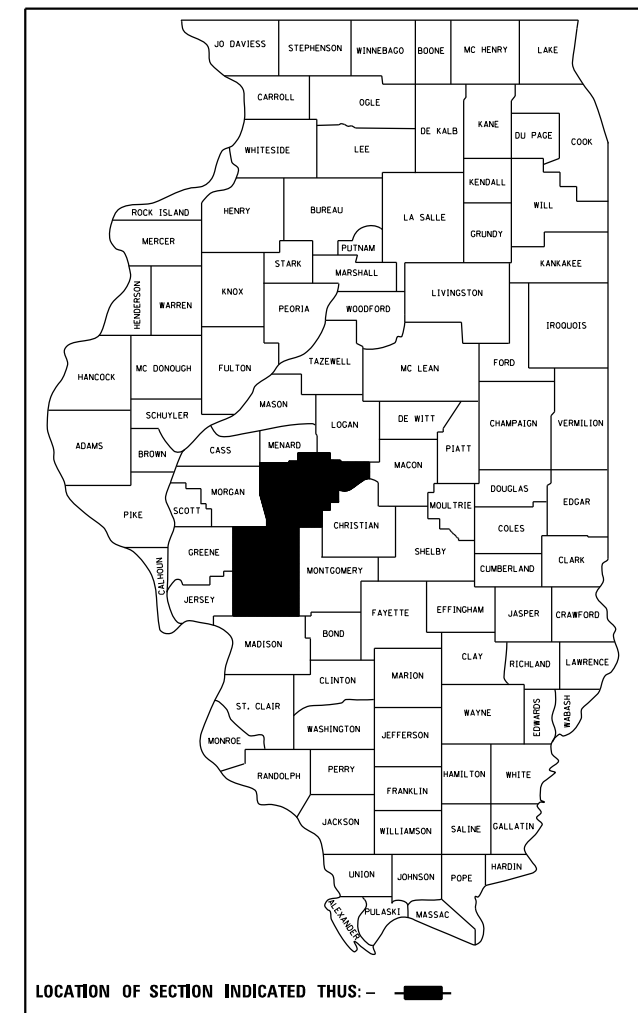 JO DAVIESS STEPHENSON WINNEBAGO BOONE MC HENRY LAKE
CARROLL OGLE DE KALB KANE DU PAGE COOK
WHITESIDE LEE KENDALL WILL
ROCK ISLAND HENRY BUREAU LA SALLE GRUNDY
MERCER PUTNAM
STARK MARSHALL KANKAKEE
HENDERSON WARREN KNOX PEORIA WOODFORD LIVINGSTON IROQUOIS
HANCOCK MC DONOUGH FULTON TAZEWELL MC LEAN FORD
SCHUYLER MASON LOGAN DE WITT CHAMPAIGN VERMILION
ADAMS BROWN CASS MENARD PIATT
MORGAN MACON DOUGLAS
PIKE SCOTT CHRISTIAN MOULTRIE COLES EDGAR
GREENE SHELBY
CALHOUN MONTGOMERY CUMBERLAND CLARK
JERSEY FAYETTE EFFINGHAM JASPER CRAWFORD
MADISON BOND
CLINTON MARION CLAY RICHLAND LAWRENCE
ST. CLAIR WAYNE EDWARDS WABASH
MONROE WASHINGTON JEFFERSON
RANDOLPH PERRY HAMILTON WHITE
FRANKLIN
JACKSON WILLIAMSON SALINE GALLATIN
UNION JOHNSON POPE HARDIN
ALEXANDER PULASKI MASSAC
LOCATION OF SECTION INDICATED THUS: –